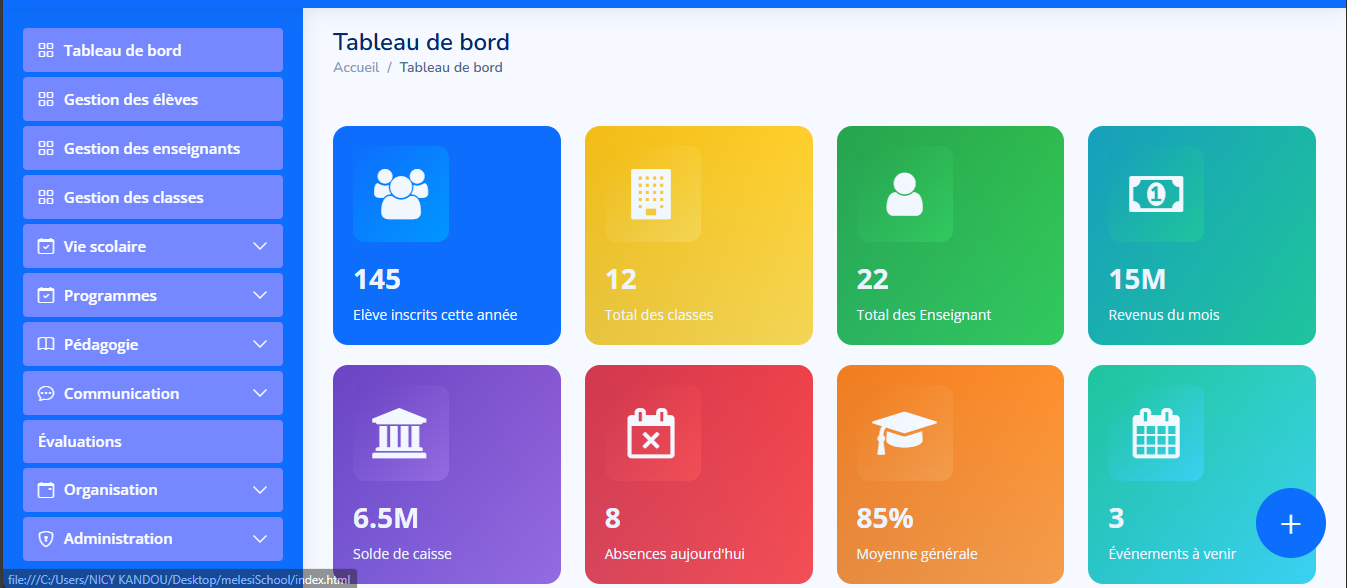 Tableau de bord
Gestion des élèves
Gestion des enseignants
Gestion des classes
Vie scolaire
Programmes
Pédagogie
Communication
Évaluations
Organisation
Administration
file:///C:/Users/NICY KANDOU/Desktop/melesiSchool/index.html
Tableau de bord
Accueil / Tableau de bord
145
Elève inscrits cette année
12
Total des classes
22
Total des Enseignant
1
15M
Revenus du mois
6.5M
Solde de caisse
8
Absences aujourd'hui
85%
Moyenne générale
3
Événements à venir
+